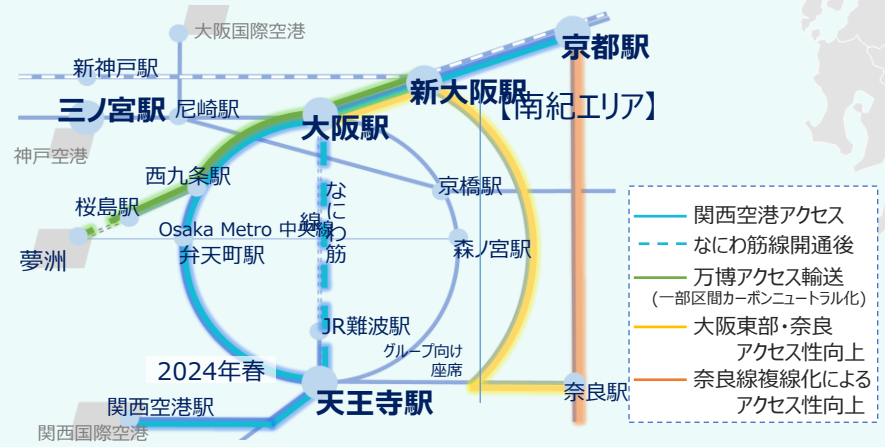 大阪国際空港
京都駅
新神戸駅
新大阪駅
【南紀エリア】
三ノ宮駅
尼崎駅
大阪駅
神戸空港
西九条駅
なにわ筋線
京橋駅
桜島駅
Osaka Metro 中央線
弁天町駅
森ノ宮駅
夢洲
JR難波駅
グループ向け
座席
2024年春
天王寺駅
奈良駅
関西空港駅
関西国際空港
関西空港アクセス
なにわ筋線開通後
万博アクセス輸送
(一部区間カーボンニュートラル化)
大阪東部・奈良
アクセス性向上
奈良線複線化による
アクセス性向上